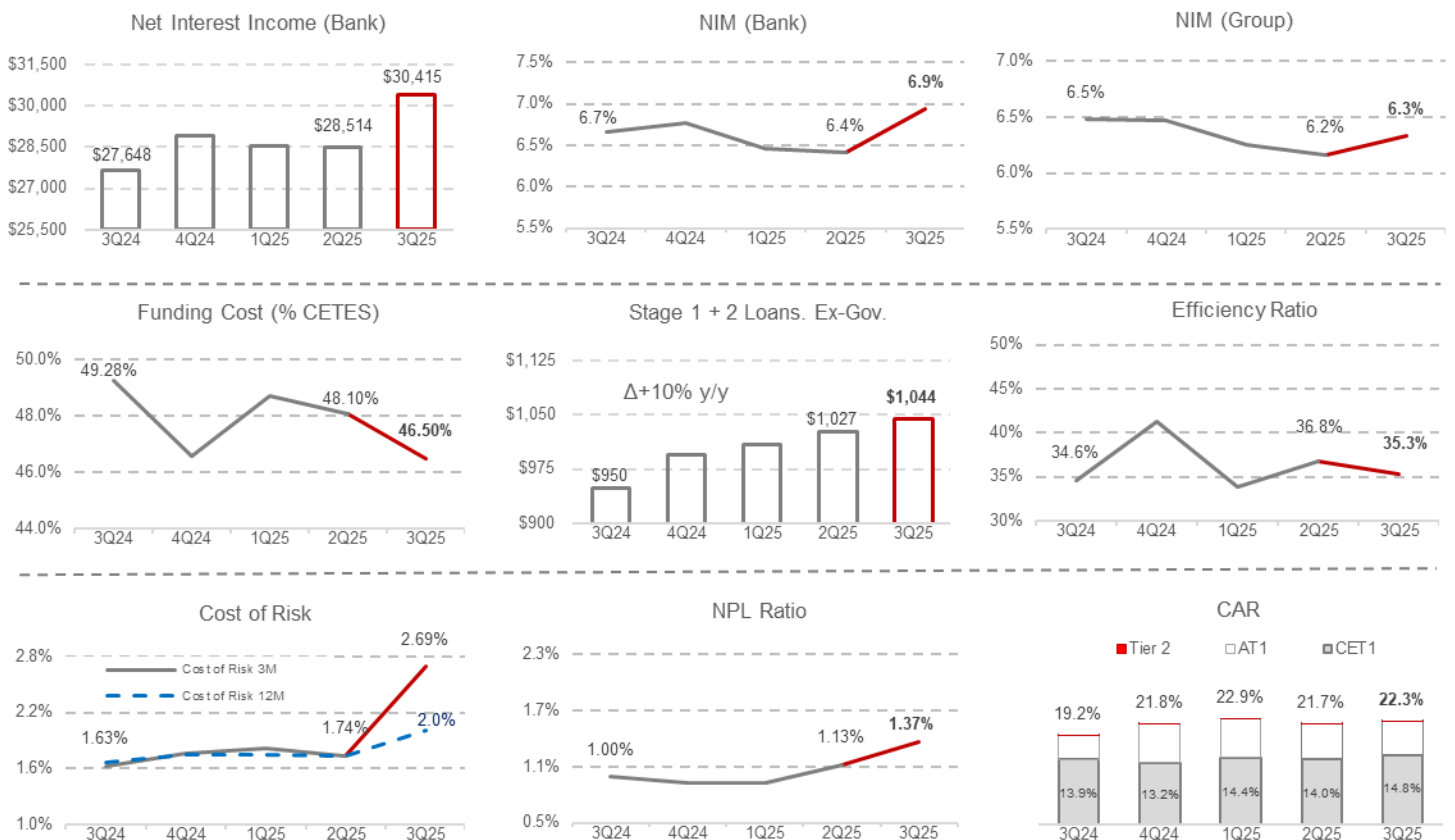 Net Interest Income (Bank)
$31,500
$30,000
$28,500
$27,000
$25,500
$27,648
$28,514
$30,415
3Q24 4Q24 1Q25 2Q25 3Q25
NIM (Bank)
7.5%
7.0%
6.5%
6.0%
5.5%
6.7%
6.4%
6.9%
3Q24 4Q24 1Q25 2Q25 3Q25
NIM (Group)
7.0%
6.5%
6.0%
5.5%
6.5%
6.2%
6.3%
3Q24 4Q24 1Q25 2Q25 3Q25
Funding Cost (% CETES)
50.0%
48.0%
46.0%
44.0%
49.28%
48.10%
46.50%
3Q24 4Q24 1Q25 2Q25 3Q25
Stage 1 + 2 Loans. Ex-Gov.
$1,125
$1,050
$975
$900
Δ+10% y/y
$950
$1,027
$1,044
3Q24 4Q24 1Q25 2Q25 3Q25
Efficiency Ratio
50%
45%
40%
35%
30%
34.6%
36.8%
35.3%
3Q24 4Q24 1Q25 2Q25 3Q25
Cost of Risk
2.8%
2.2%
1.6%
1.0%
Cost of Risk 3M
Cost of Risk 12M
1.63%
1.74%
2.69%
2.0%
3Q24 4Q24 1Q25 2Q25 3Q25
NPL Ratio
2.3%
1.7%
1.1%
0.5%
1.00%
1.13%
1.37%
3Q24 4Q24 1Q25 2Q25 3Q25
CAR
Tier 2 AT1 CET1
19.2% 21.8% 22.9% 21.7% 22.3%
13.9% 13.2% 14.4% 14.0% 14.8%
3Q24 4Q24 1Q25 2Q25 3Q25